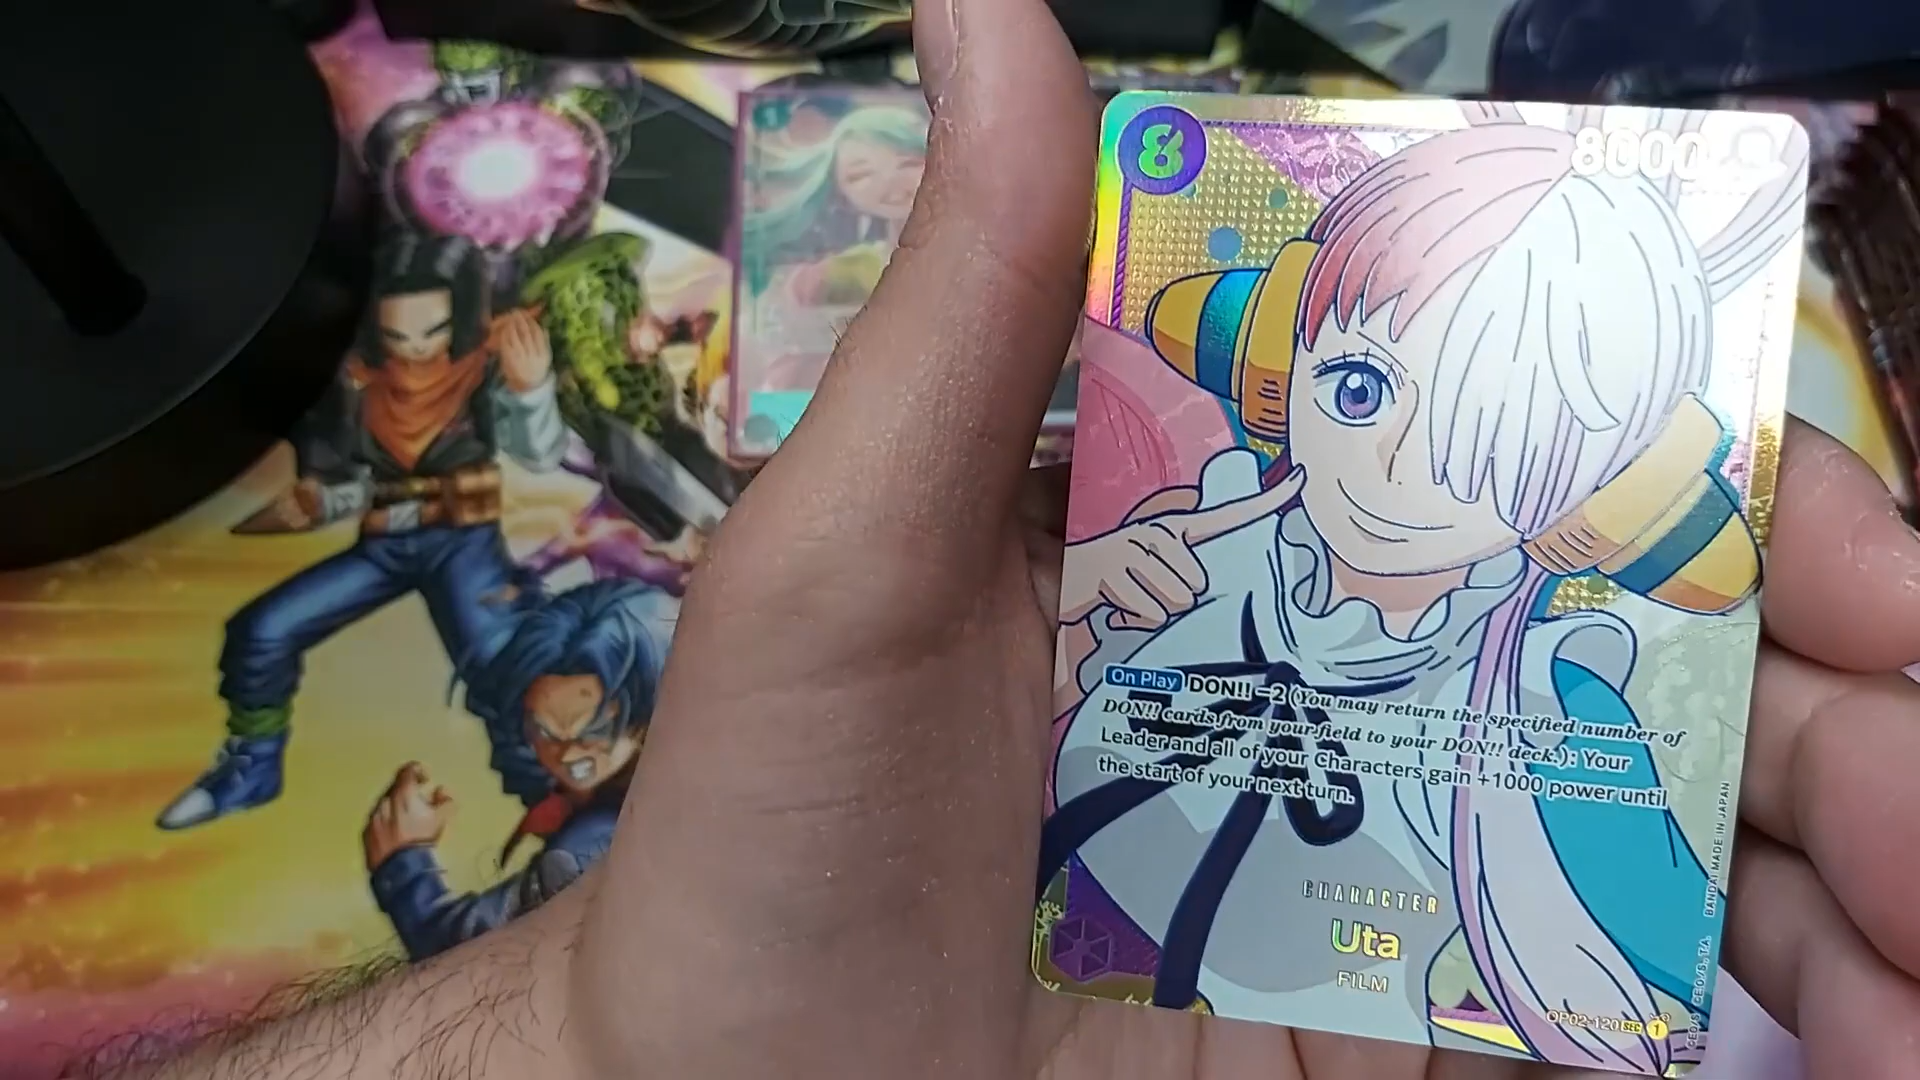 8
8000
On Play DON!! −2 (You may return the specified number of
DON!! cards from your field to your DON!! deck.): Your
Leader and all of your Characters gain +1000 power until
the start of your next turn.
CHARACTER
Uta
FILM
OP02-120 SEC 1
BANDAI MADE IN JAPAN